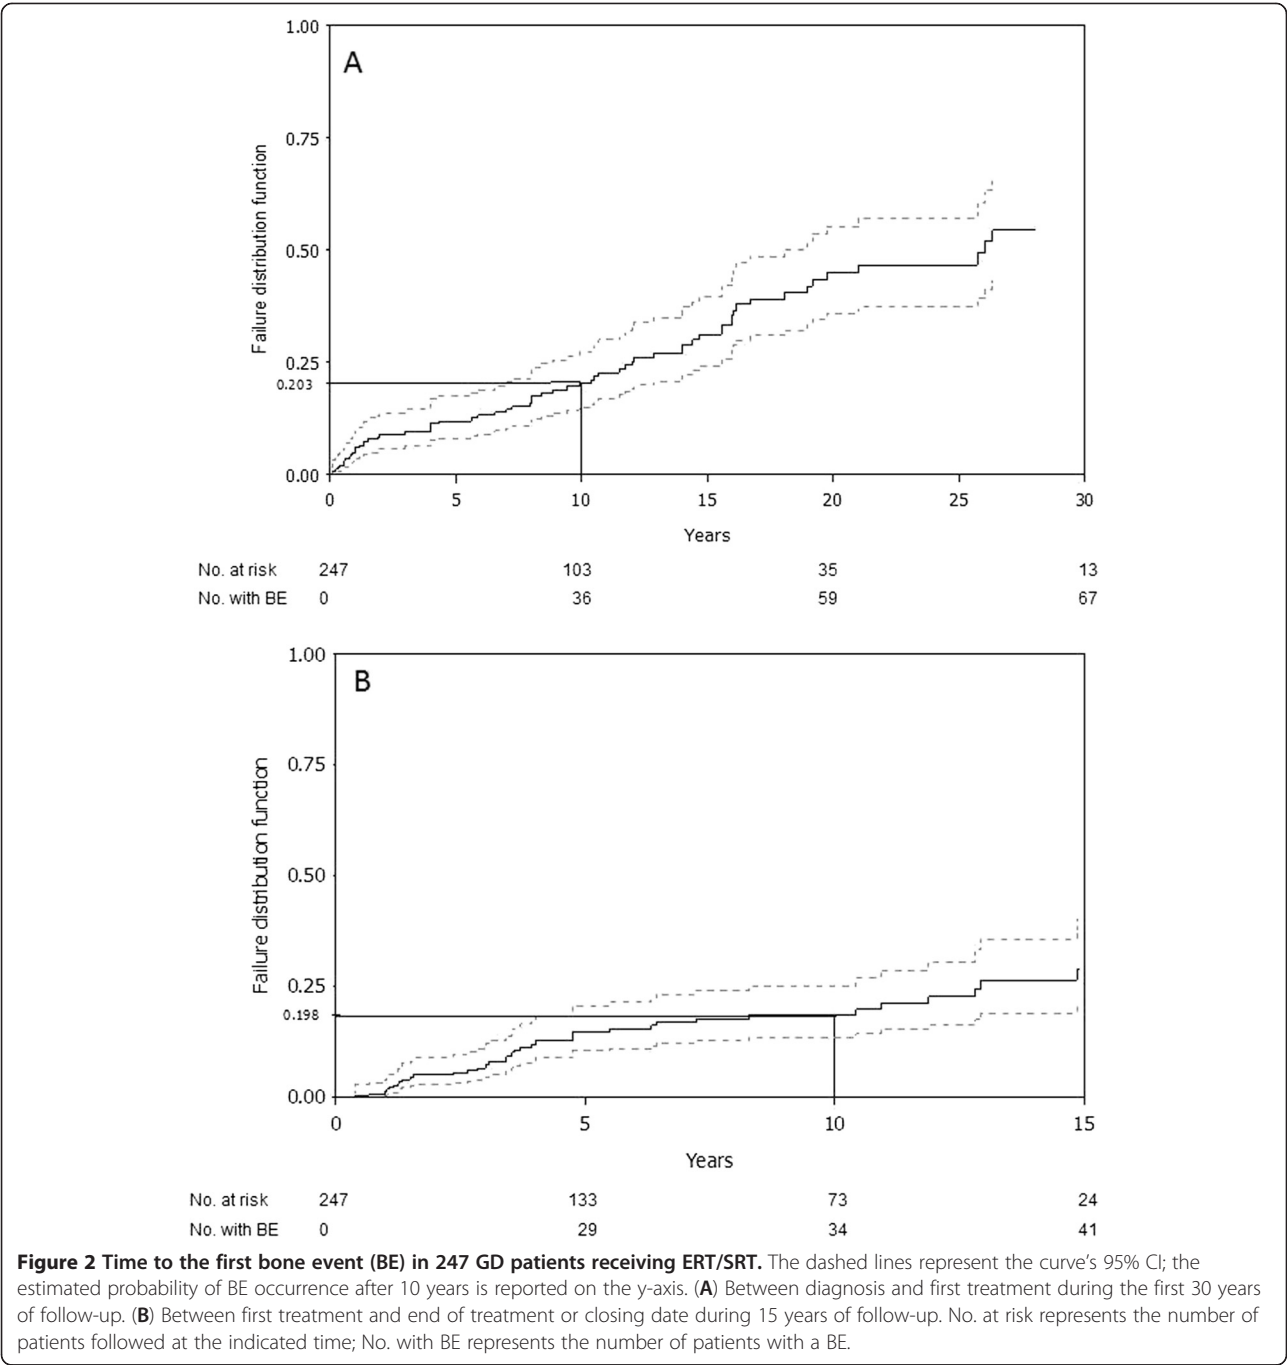 1.00
A
0.75
0.50
0.25
0.203
0.00
Failure distribution function
0 5 10 15 20 25 30
Years
No. at risk 247 103 35 13
No. with BE 0 36 59 67
1.00
B
0.75
0.50
0.25
0.198
0.00
Failure distribution function
0 5 10 15
Years
No. at risk 247 133 73 24
No. with BE 0 29 34 41
Figure 2 Time to the first bone event (BE) in 247 GD patients receiving ERT/SRT. The dashed lines represent the curve's 95% CI; the
estimated probability of BE occurrence after 10 years is reported on the y-axis. (A) Between diagnosis and first treatment during the first 30 years
of follow-up. (B) Between first treatment and end of treatment or closing date during 15 years of follow-up. No. at risk represents the number of
patients followed at the indicated time; No. with BE represents the number of patients with a BE.